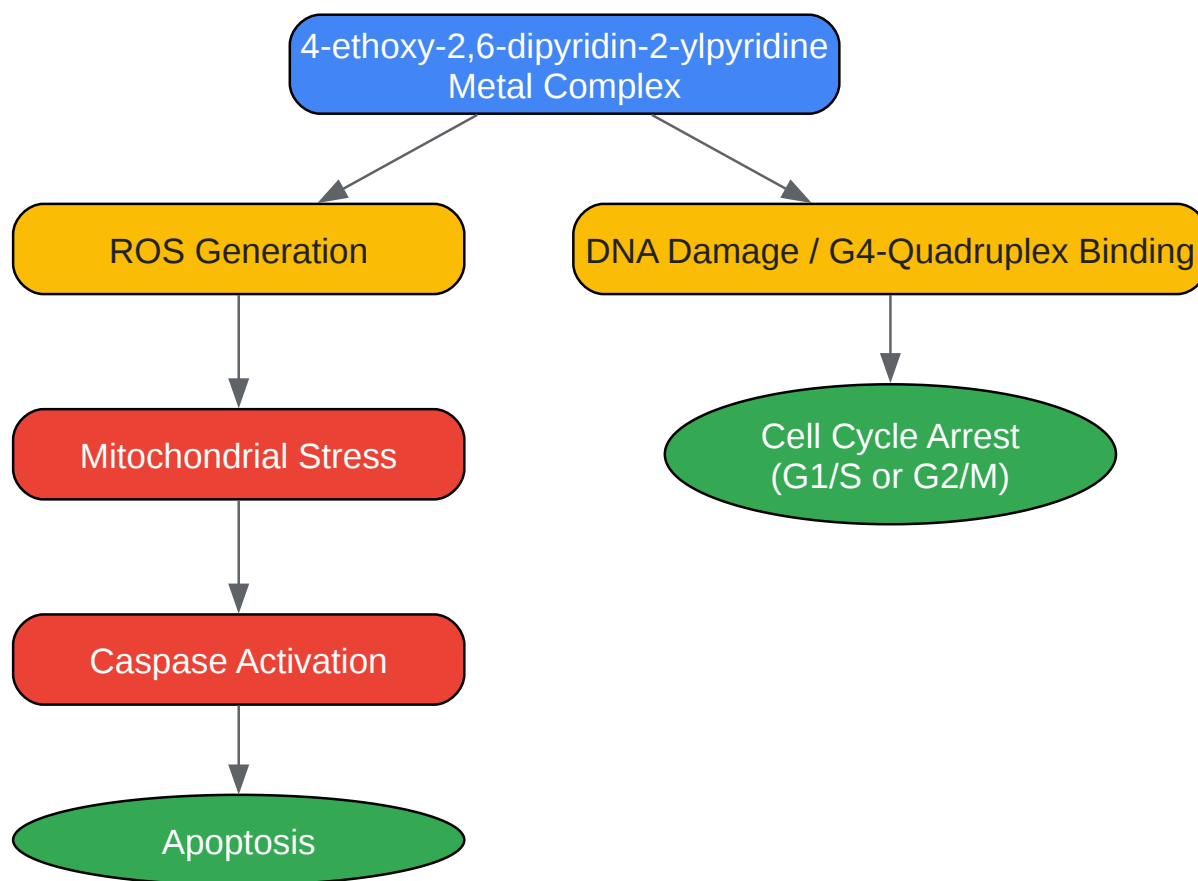 4-ethoxy-2,6-dipyridin-2-ylpyridine
Metal Complex
ROS Generation
DNA Damage / G4-Quadruplex Binding
Mitochondrial Stress
Cell Cycle Arrest
(G1/S or G2/M)
Caspase Activation
Apoptosis